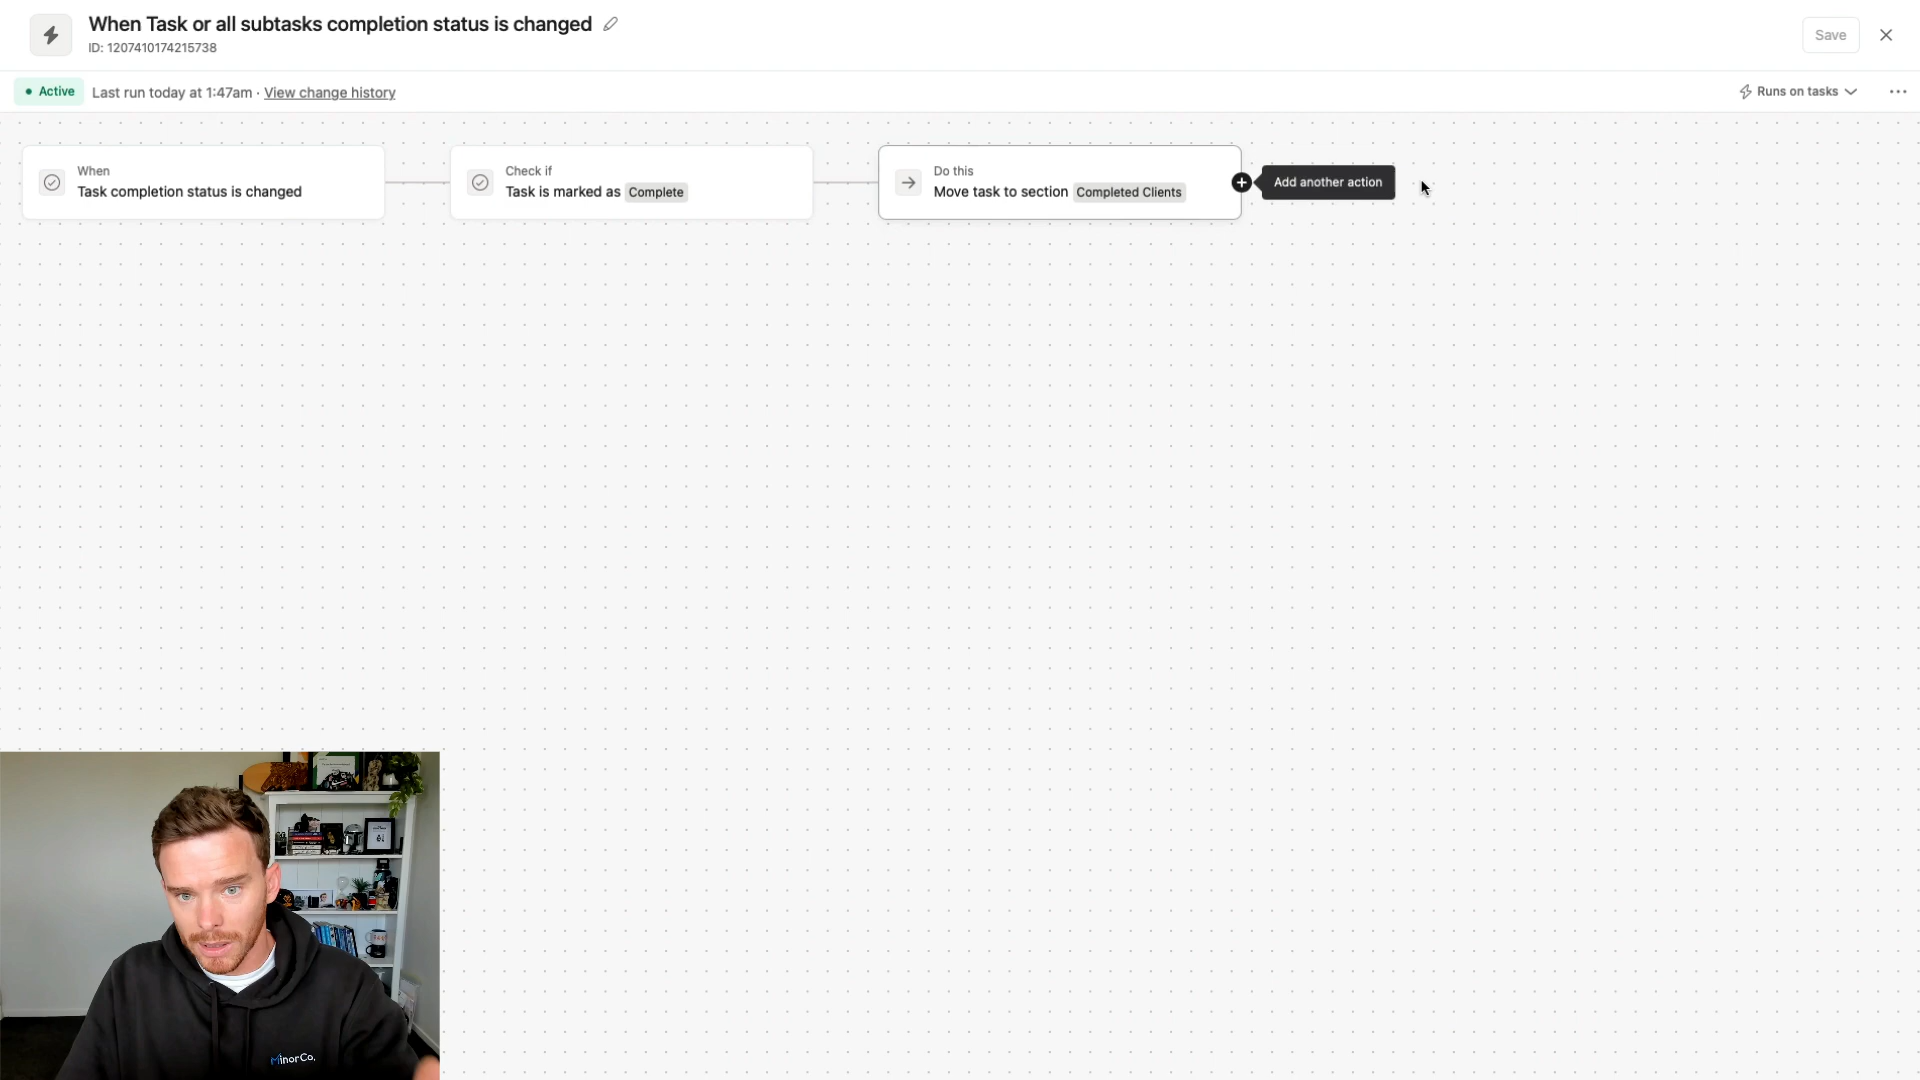 When Task or all subtasks completion status is changed
ID: 1207410174215738
Save
Active
Last run today at 1:47am · View change history
Runs on tasks
When
Task completion status is changed
Check if
Task is marked as Complete
Do this
Move task to section Completed Clients
Add another action
MinorCo.